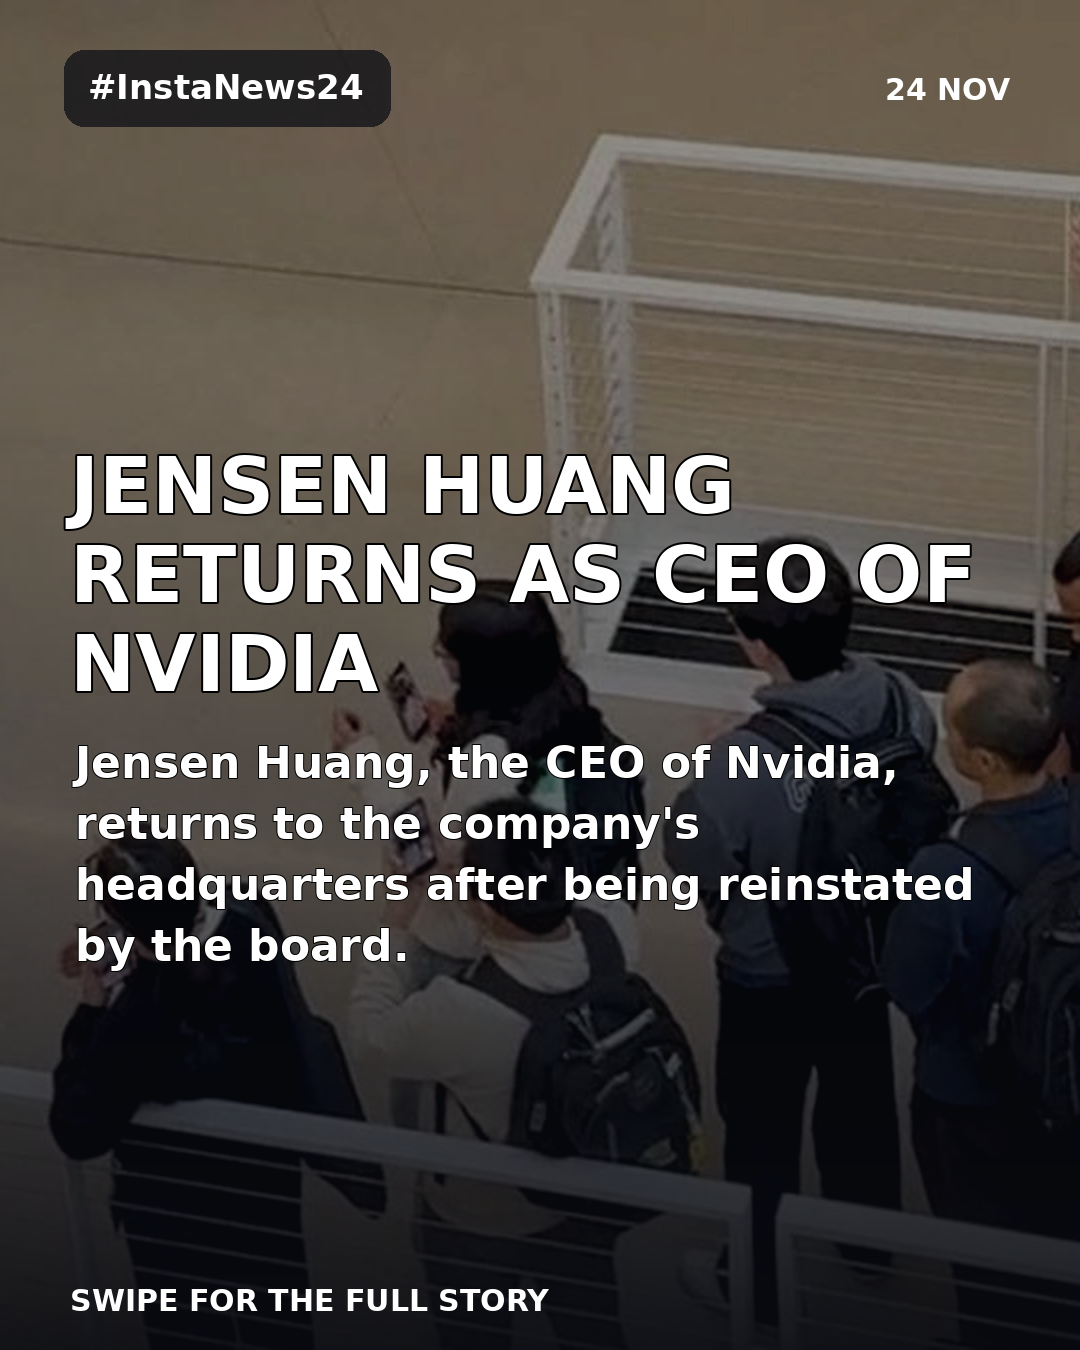 #InstaNews24
24 NOV
JENSEN HUANG
RETURNS AS CEO OF
NVIDIA
Jensen Huang, the CEO of Nvidia,
returns to the company's
headquarters after being reinstated
by the board.
SWIPE FOR THE FULL STORY